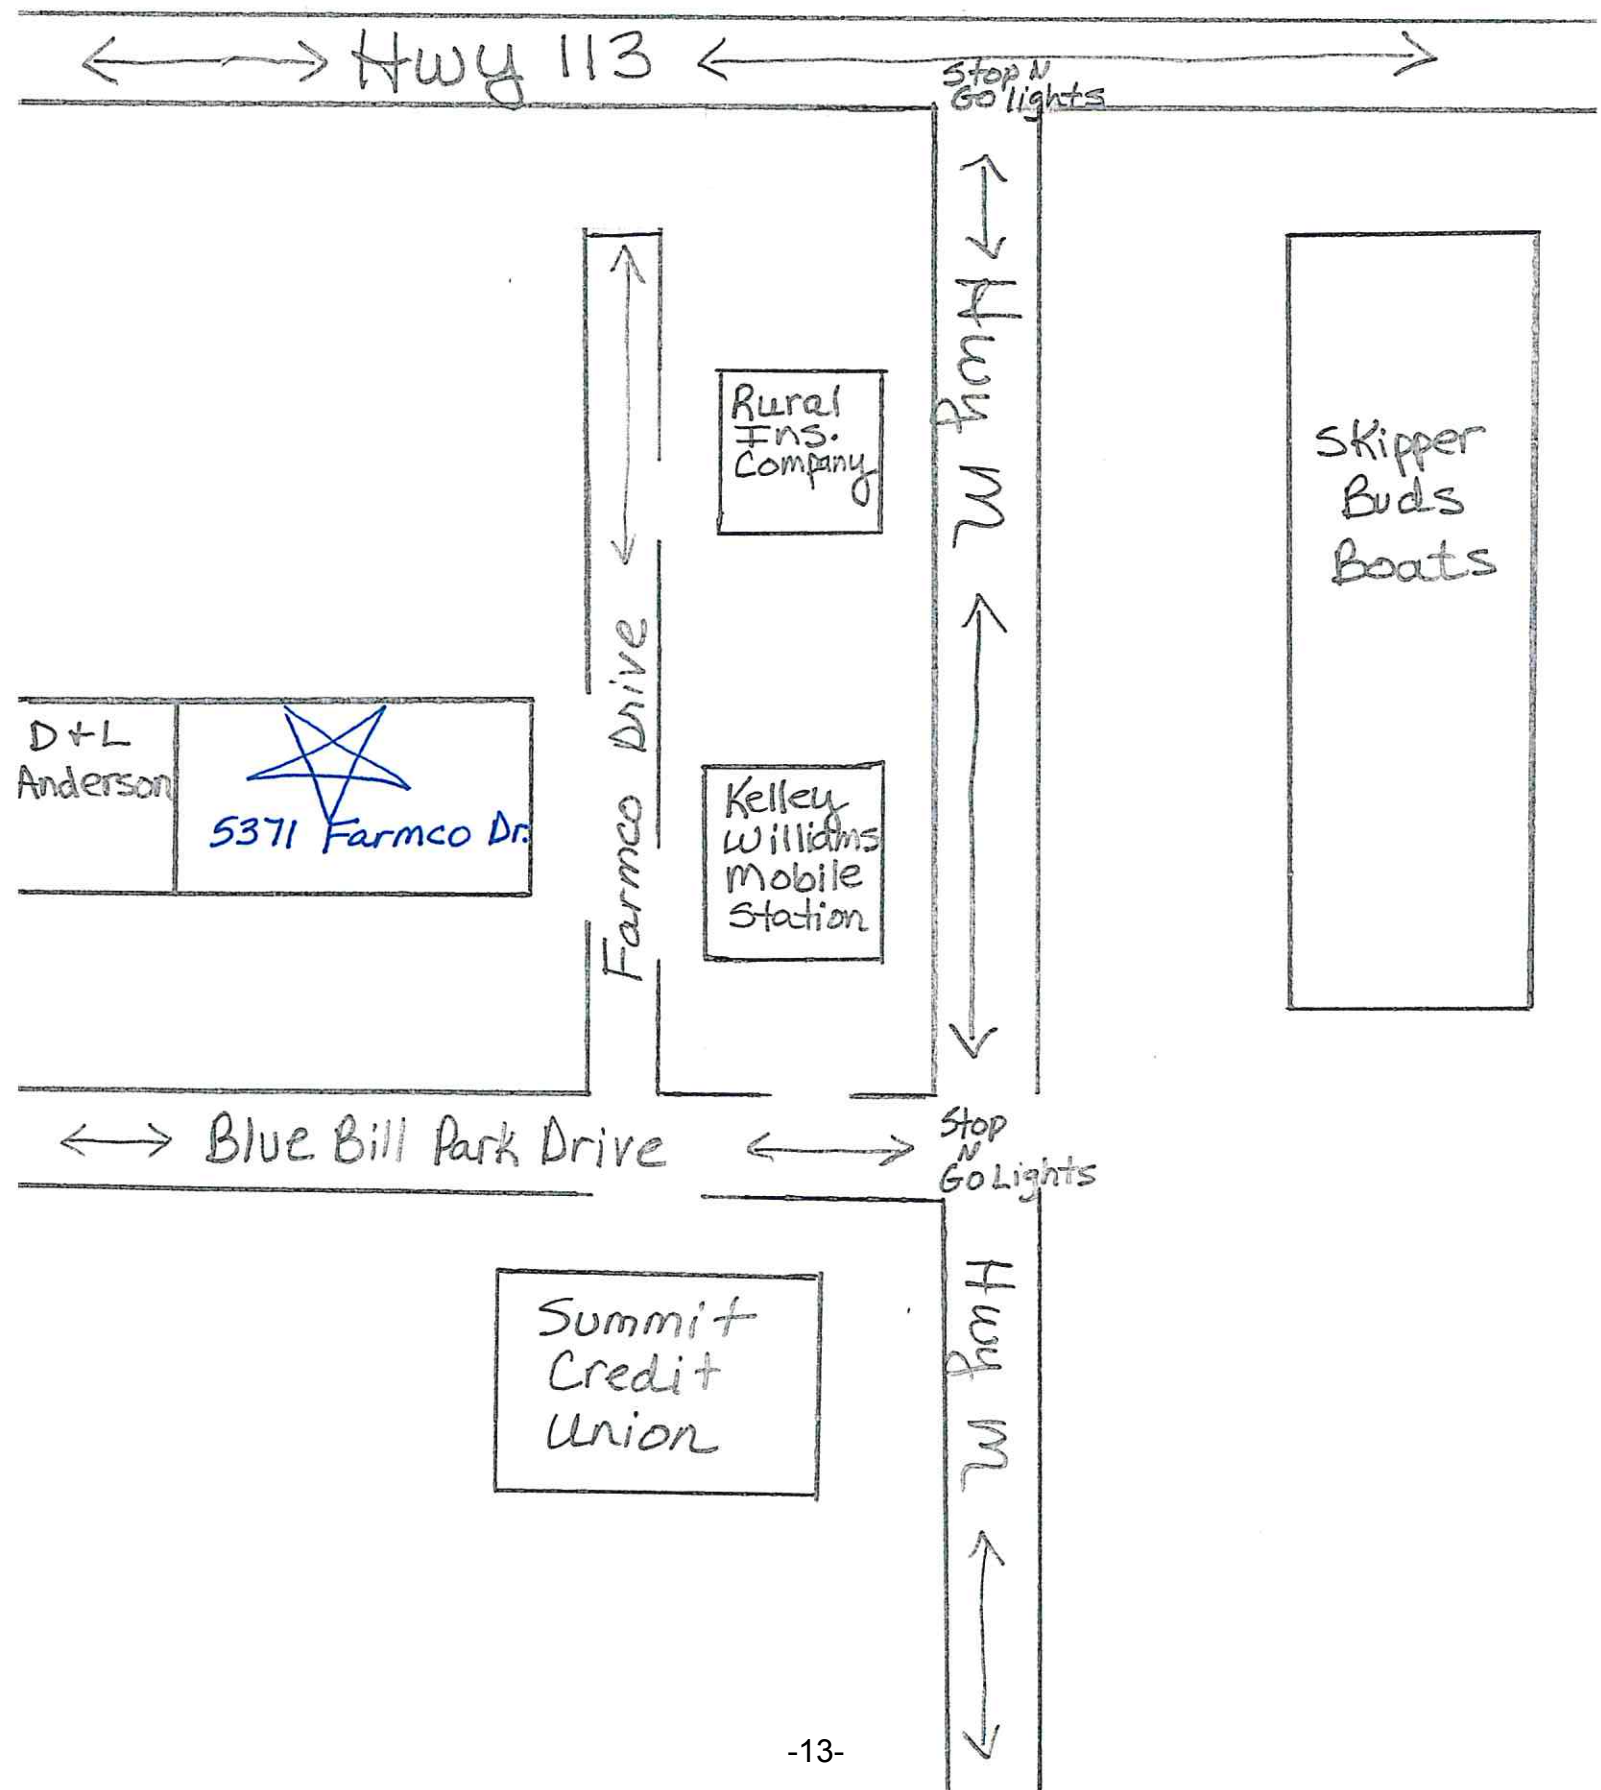 Hwy 113
Stop N
Go lights
Hwy M
Rural
Ins.
Company
Skipper
Buds
Boats
Farmco Drive
D + L
Anderson
5371 Farmco Dr.
Kelley
Williams
Mobile
Station
Blue Bill Park Drive
Stop
N
Go Lights
Hwy M
Summit
Credit
Union
-13-